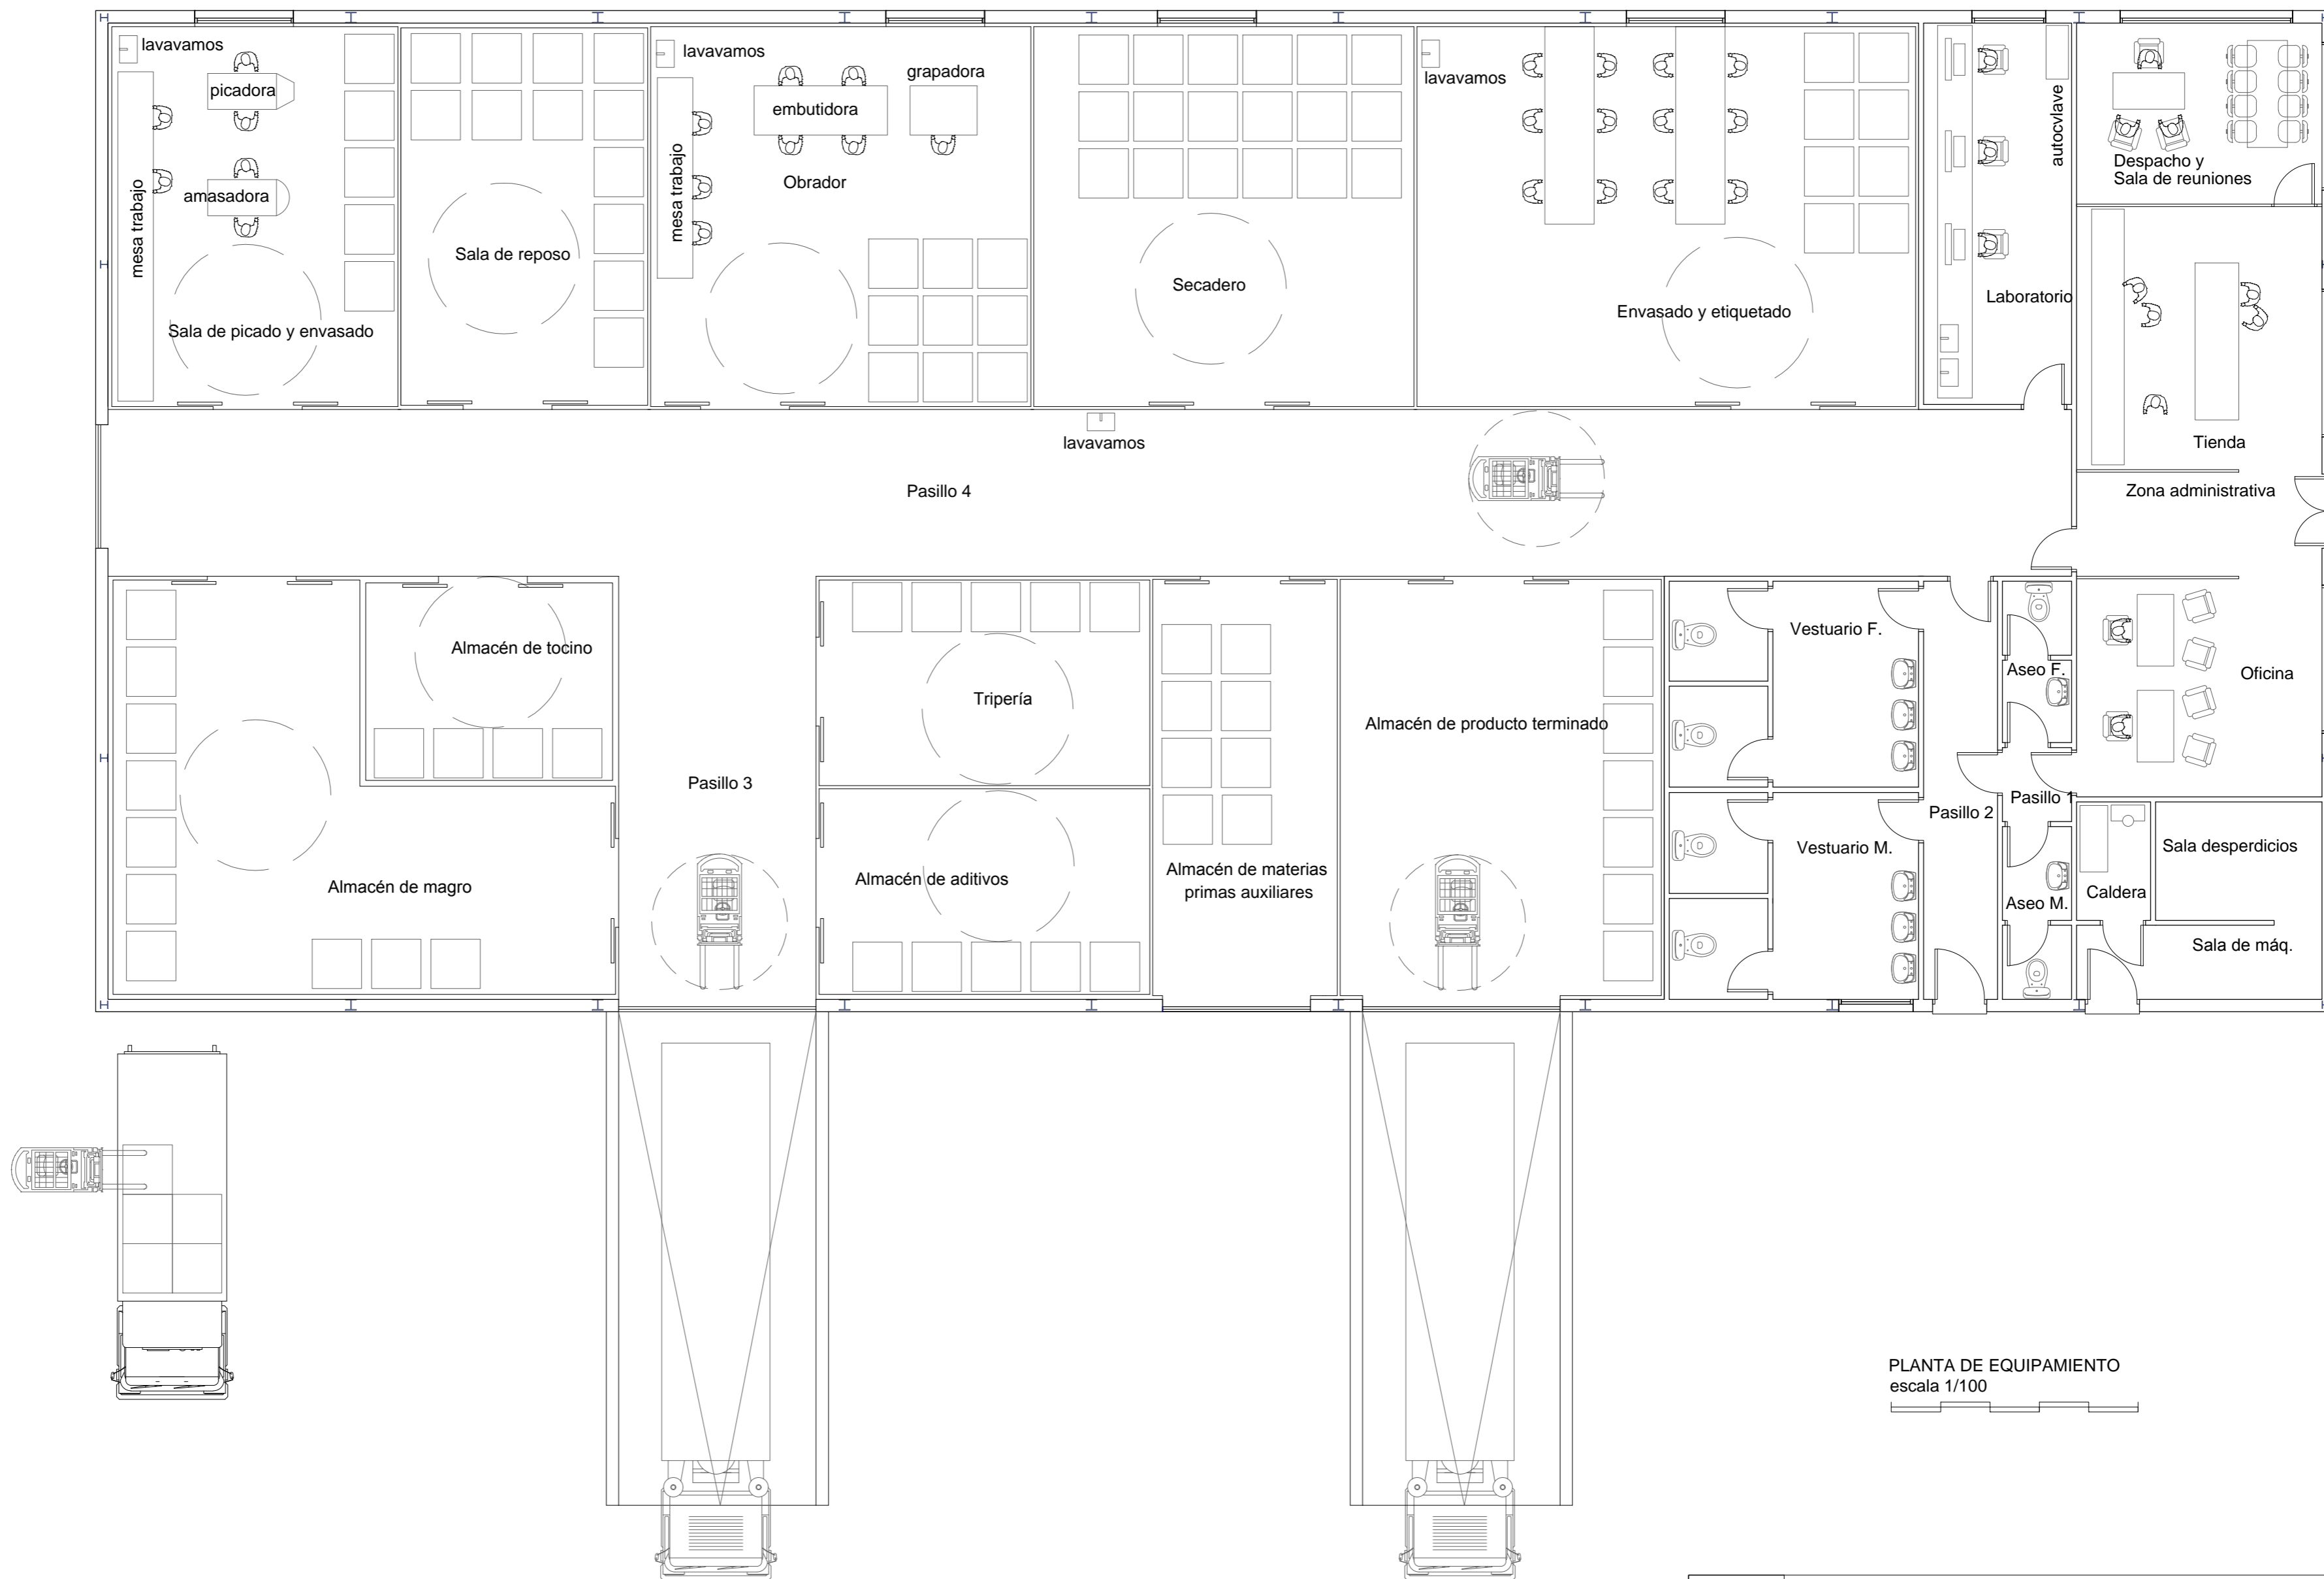 lavavamos
picadora
amasadora
mesa trabajo
Sala de picado y envasado
Sala de reposo
lavavamos
grapadora
embutidora
mesa trabajo
Obrador
Secadero
lavavamos
Envasado y etiquetado
autocvlave
Laboratorio
Despacho y
Sala de reuniones
Tienda
lavavamos
Pasillo 4
Zona administrativa
Almacén de tocino
Almacén de magro
Pasillo 3
Tripería
Almacén de aditivos
Almacén de materias
primas auxiliares
Almacén de producto terminado
Vestuario F.
Vestuario M.
Pasillo 2
Aseo F.
Pasillo 1
Aseo M.
Oficina
Caldera
Sala desperdicios
Sala de máq.
PLANTA DE EQUIPAMIENTO
escala 1/100